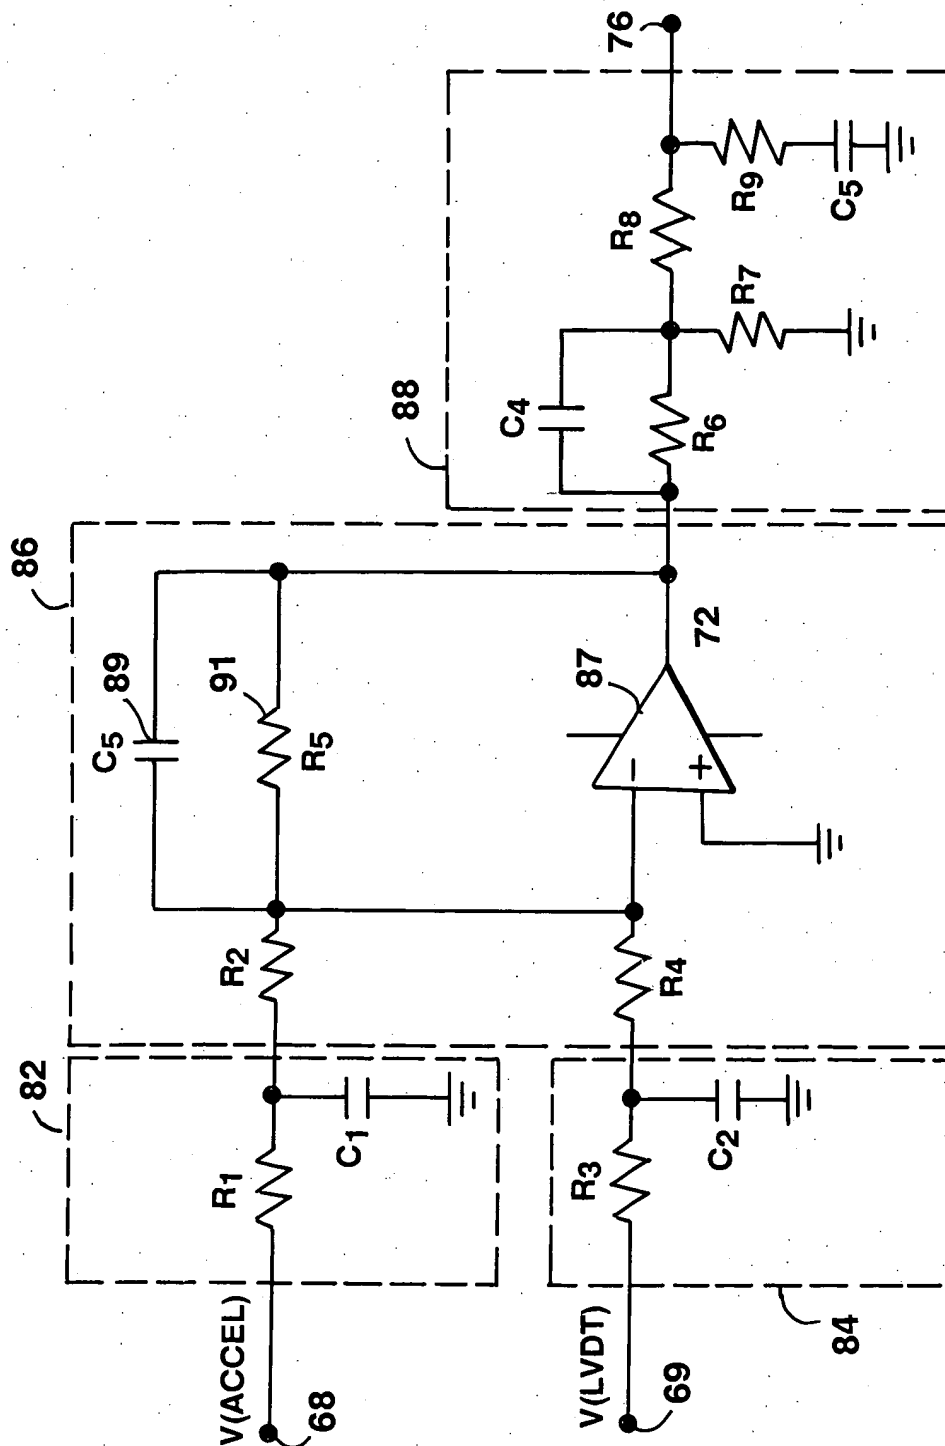 76
88
R9
C5
R8
R7
C4
R6
86
C5
89
91
R5
72
87
−
+
R2
R4
82
R1
C1
R3
C2
84
V(ACCEL)
68
V(LVDT)
69